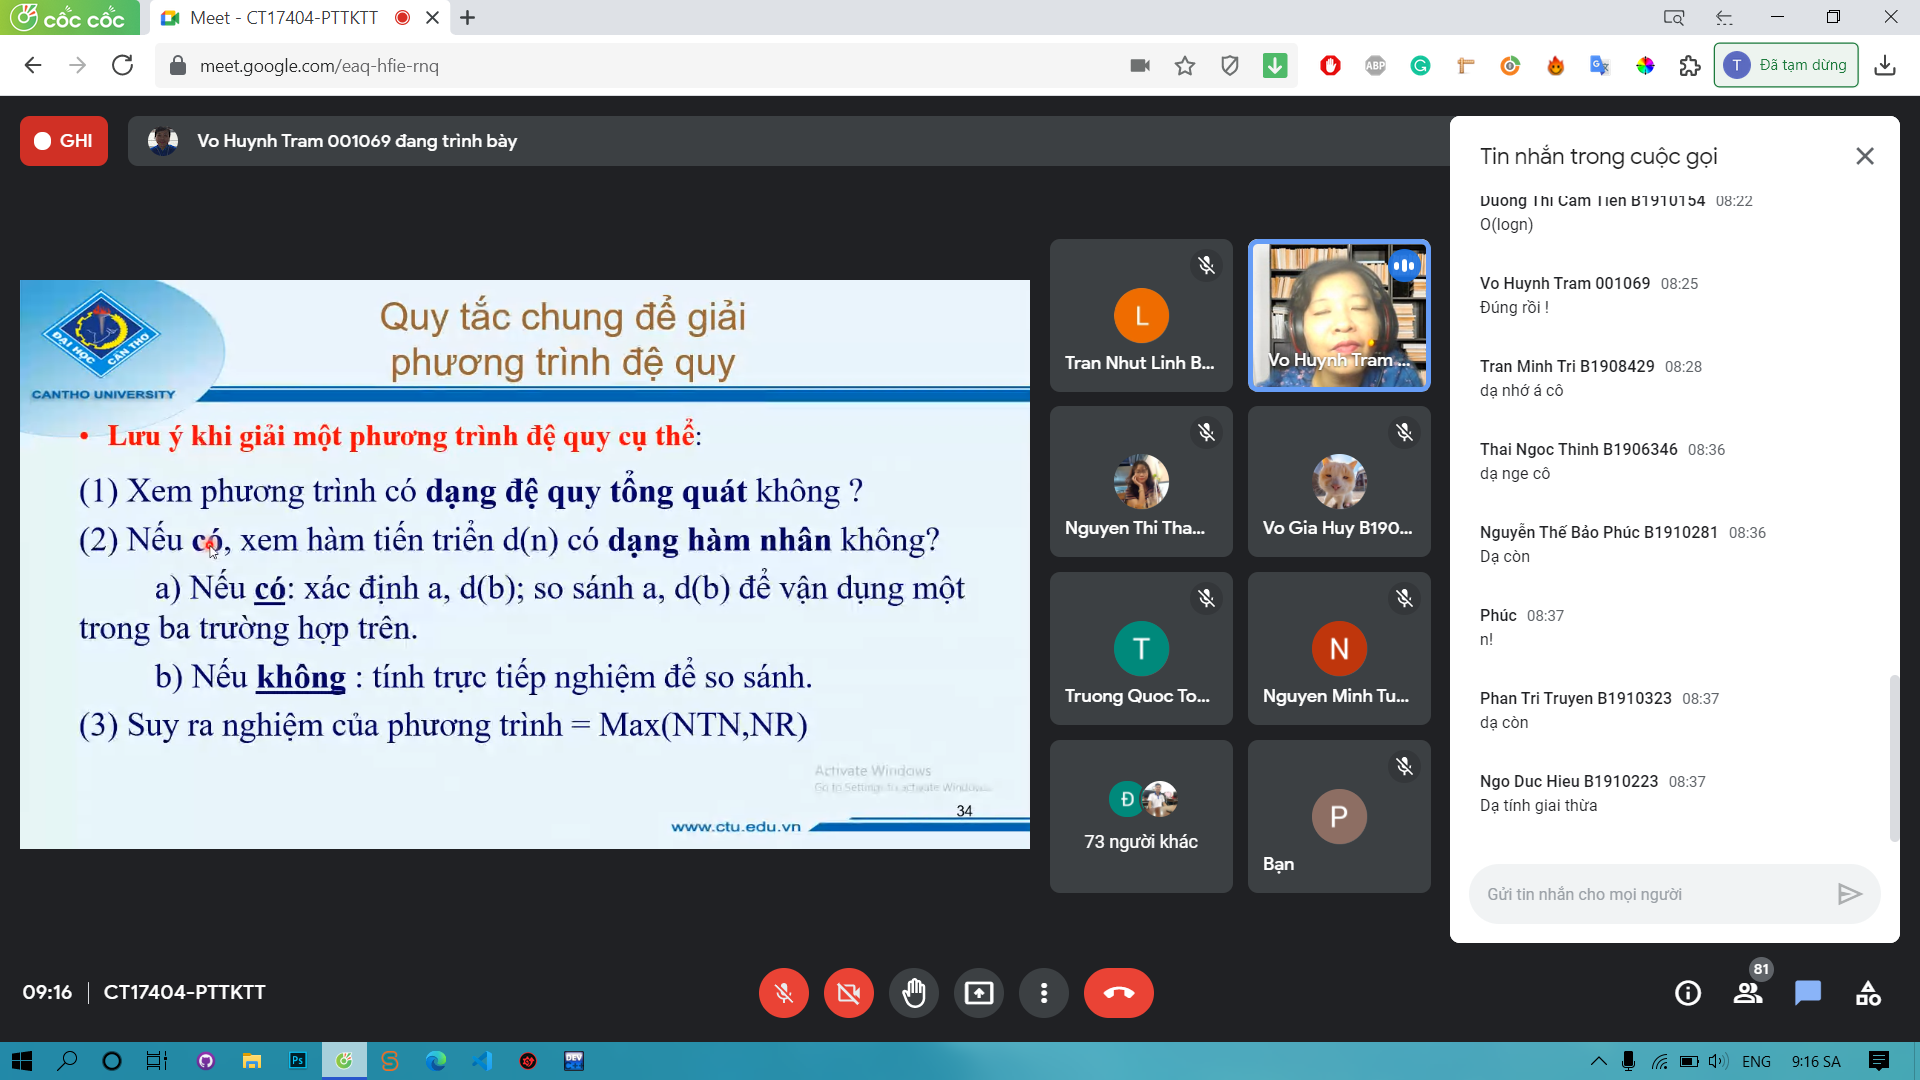 cốc cốc
Meet - CT17404-PTTKTT
meet.google.com/eaq-hfie-rnq
ABP
T Đã tạm dừng
GHI
Vo Huynh Tram 001069 đang trình bày
ĐẠI HỌC CẦN THƠ
CANTHO UNIVERSITY
Quy tắc chung để giải
phương trình đệ quy
• Lưu ý khi giải một phương trình đệ quy cụ thể:
(1) Xem phương trình có dạng đệ quy tổng quát không ?
(2) Nếu có, xem hàm tiến triển d(n) có dạng hàm nhân không?
a) Nếu có: xác định a, d(b); so sánh a, d(b) để vận dụng một
trong ba trường hợp trên.
b) Nếu không : tính trực tiếp nghiệm để so sánh.
(3) Suy ra nghiệm của phương trình = Max(NTN,NR)
Activate Windows
Go to Settings to activate Windows.
34
www.ctu.edu.vn
L
Tran Nhut Linh B...
Vo Huynh Tram ...
Nguyen Thi Tha...
Vo Gia Huy B190...
T
Truong Quoc To...
N
Nguyen Minh Tu...
Đ
73 người khác
P
Bạn
Tin nhắn trong cuộc gọi
Duong Thi Cam Tien B1910154 08:22
O(logn)
Vo Huynh Tram 001069 08:25
Đúng rồi !
Tran Minh Tri B1908429 08:28
dạ nhớ á cô
Thai Ngoc Thinh B1906346 08:36
dạ nge cô
Nguyễn Thế Bảo Phúc B1910281 08:36
Dạ còn
Phúc 08:37
n!
Phan Tri Truyen B1910323 08:37
dạ còn
Ngo Duc Hieu B1910223 08:37
Dạ tính giai thừa
Gửi tin nhắn cho mọi người
09:16 | CT17404-PTTKTT
81
Ps
DEV
ENG
9:16 SA